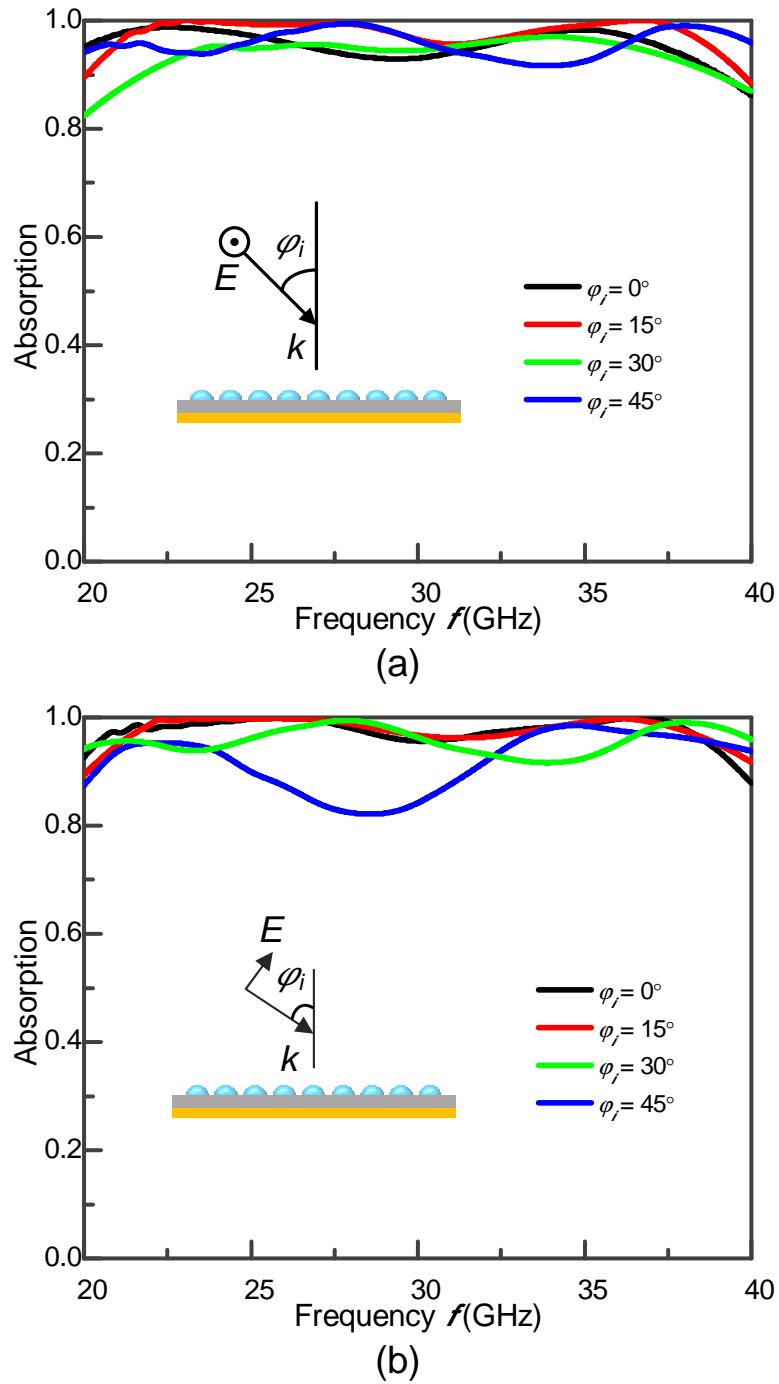 1.0
0.8
0.6
0.4
0.2
0.0
Absorption
E
φi
k
φi= 0°
φi= 15°
φi= 30°
φi= 45°
20
25
30
35
40
Frequency f(GHz)
(a)
1.0
0.8
0.6
0.4
0.2
0.0
Absorption
E
φi
k
φi= 0°
φi= 15°
φi= 30°
φi= 45°
20
25
30
35
40
Frequency f(GHz)
(b)